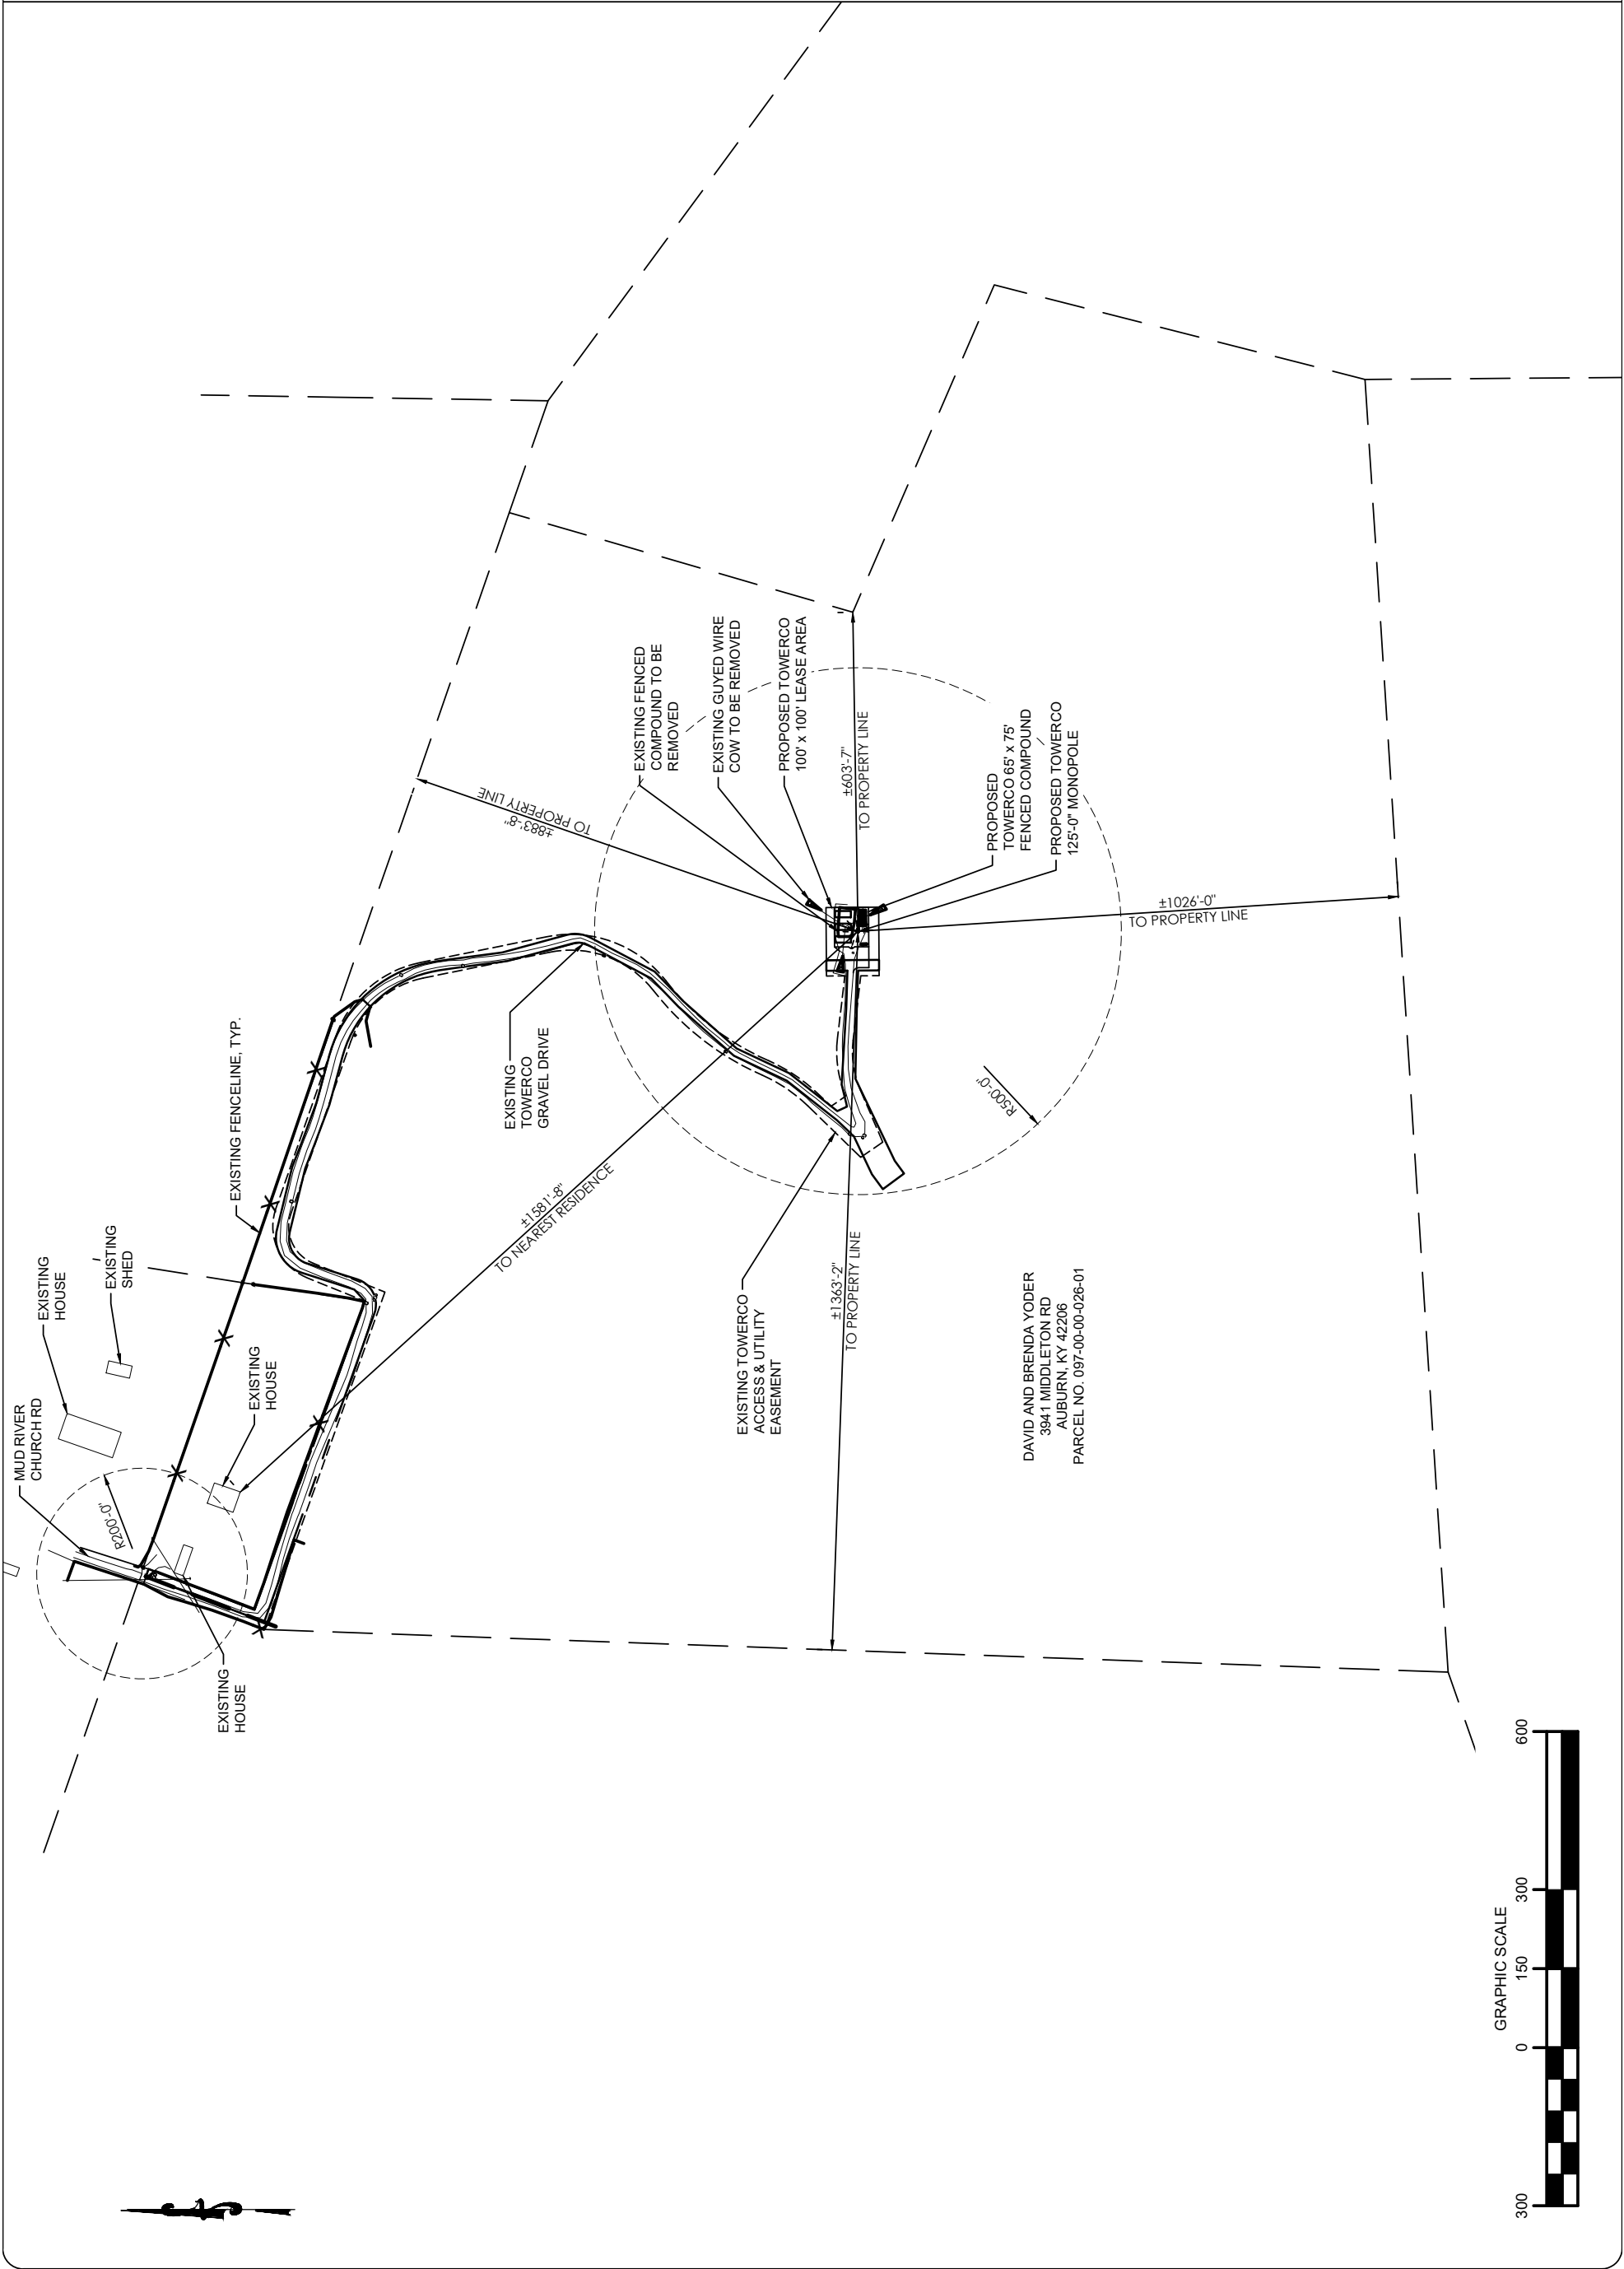 MUD RIVER
CHURCH RD
EXISTING
HOUSE
EXISTING
SHED
R200'-0"
EXISTING
HOUSE
EXISTING
HOUSE
EXISTING FENCELINE, TYP.
EXISTING
TOWERCO
GRAVEL DRIVE
±883'-8"
TO PROPERTY LINE
EXISTING FENCED
COMPOUND TO BE
REMOVED
EXISTING GUYED WIRE
COW TO BE REMOVED
PROPOSED TOWERCO
100' x 100' LEASE AREA
±603'-7"
TO PROPERTY LINE
±1581'-8"
TO NEAREST RESIDENCE
EXISTING TOWERCO
ACCESS & UTILITY
EASEMENT
±1363'-2"
TO PROPERTY LINE
R500'-0"
PROPOSED
TOWERCO 65' x 75'
FENCED COMPOUND
PROPOSED TOWERCO
125'-0" MONOPOLE
±1026'-0"
TO PROPERTY LINE
DAVID AND BRENDA YODER
3941 MIDDLETON RD
AUBURN, KY 42206
PARCEL NO. 097-00-00-026-01
GRAPHIC SCALE
300 0 150 300 600